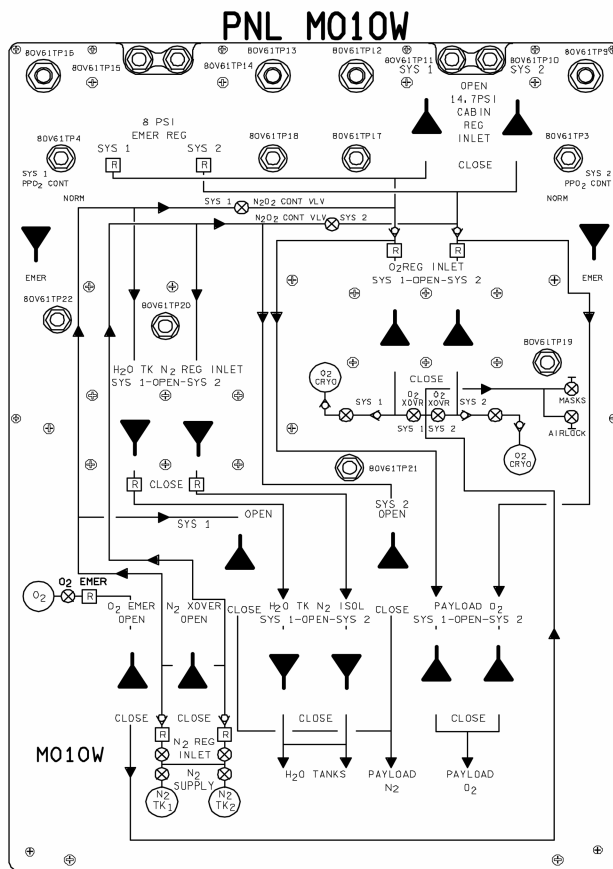 PNL MO10W
80V61TP16
80V61TP15
80V61TP14
80V61TP13
80V61TP12
80V61TP11
80V61TP10
80V61TP9
SYS 1
SYS 2
OPEN
14.7PSI
CABIN
REG
INLET
CLOSE
8 PSI
EMER REG
SYS 1
SYS 2
R
R
80V61TP4
80V61TP18
80V61TP17
80V61TP3
SYS 1
PPO2 CONT
SYS 2
PPO2 CONT
NORM
NORM
SYS 1
N2O2 CONT VLV
N2O2 CONT VLV
SYS 2
EMER
EMER
R
R
O2REG INLET
SYS 1-OPEN-SYS 2
80V61TP22
80V61TP20
80V61TP19
H2O TK N2 REG INLET
SYS 1-OPEN-SYS 2
O2
CRYO
CLOSE
SYS 1
O2
XOVR
O2
XOVR
SYS 2
SYS 1
SYS 2
MASKS
AIRLOCK
O2
CRYO
80V61TP21
R
CLOSE
R
SYS 1
OPEN
SYS 2
OPEN
O2
O2 EMER
R
O2 EMER
OPEN
N2 XOVER
OPEN
CLOSE
H2O TK N2 ISOL
SYS 1-OPEN-SYS 2
CLOSE
PAYLOAD O2
SYS 1-OPEN-SYS 2
CLOSE
CLOSE
CLOSE
CLOSE
R
N2 REG
INLET
R
N2
SUPPLY
N2
TK1
N2
TK2
MO10W
H2O TANKS
PAYLOAD
N2
PAYLOAD
O2